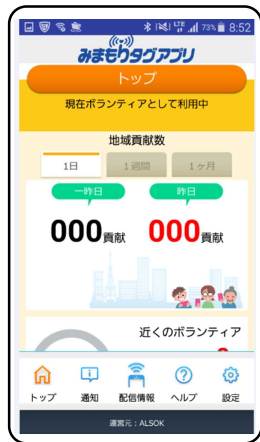 73% 8:52
みまもりタグアプリ
トップ
現在ボランティアとして利用中
地域貢献数
1日 1週間 1ヶ月
一昨日 昨日
000貢献 000貢献
近くのボランティア
トップ 通知 配信情報 ヘルプ 設定
運営元：ALSOK